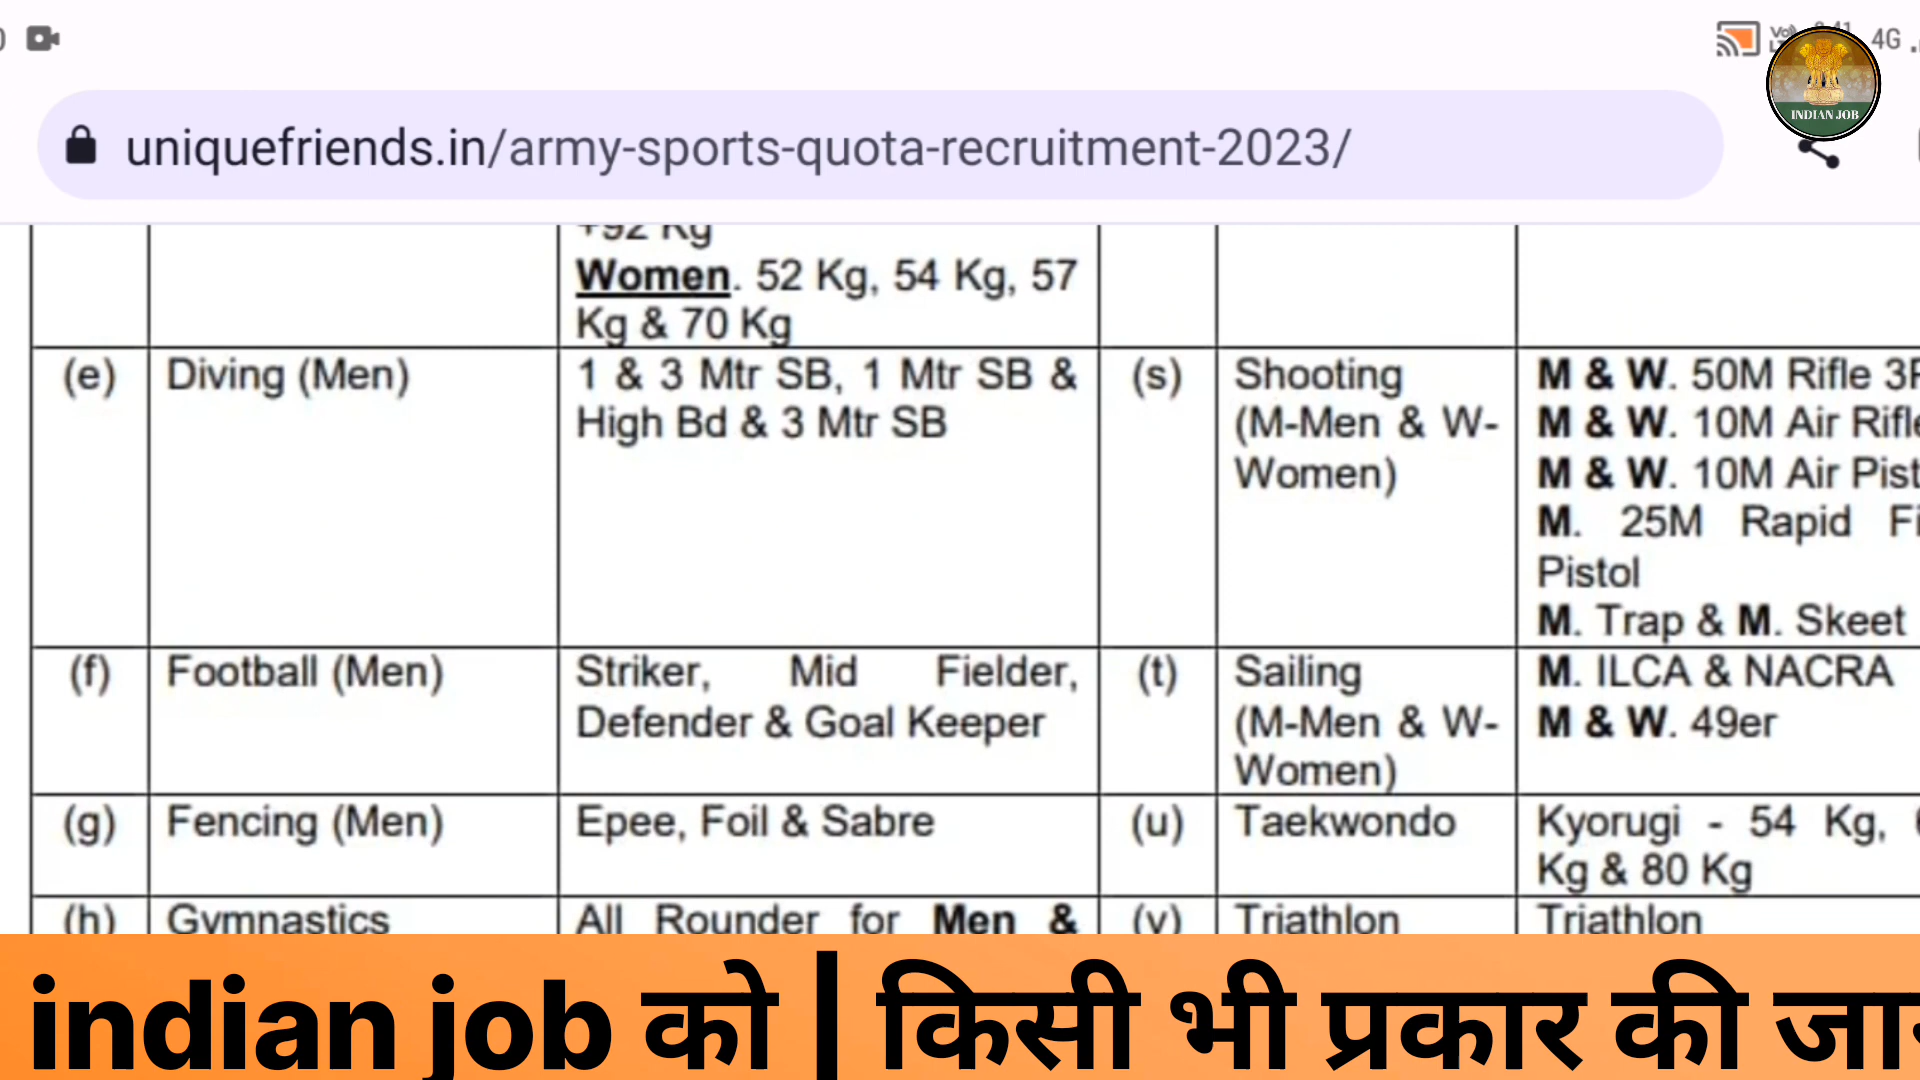 4G
INDIAN JOB
uniquefriends.in/army-sports-quota-recruitment-2023/
+92 Kg
Women. 52 Kg, 54 Kg, 57
Kg & 70 Kg
(e) Diving (Men) 1 & 3 Mtr SB, 1 Mtr SB & (s) Shooting M & W. 50M Rifle
High Bd & 3 Mtr SB (M-Men & W- M & W. 10M Air
Women) M & W. 10M Air
M. 25M Rapid
Pistol
M. Trap & M. Skeet
(f) Football (Men) Striker, Mid Fielder, (t) Sailing M. ILCA & NACRA
Defender & Goal Keeper (M-Men & W- M & W. 49er
Women)
(g) Fencing (Men) Epee, Foil & Sabre (u) Taekwondo Kyorugi - 54 Kg,
Kg & 80 Kg
(h) Gymnastics All Rounder for Men & (v) Triathlon Triathlon
indian job को | किसी भी प्रकार की